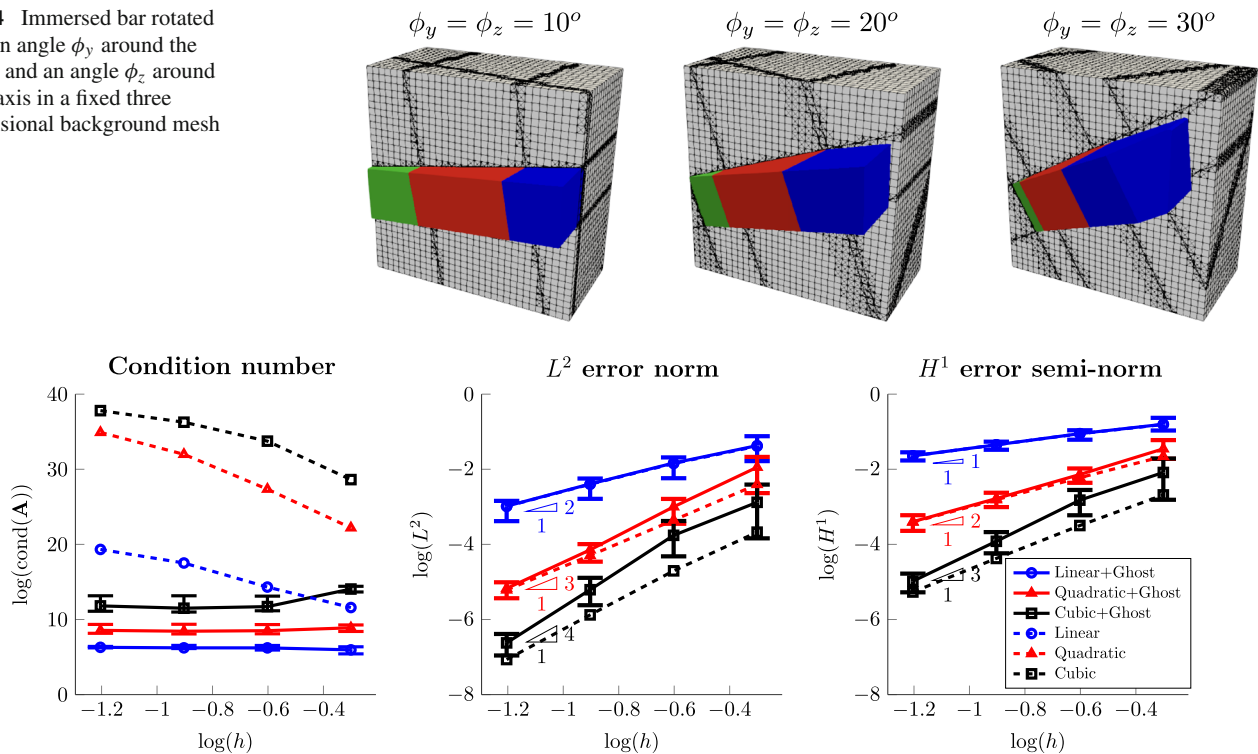 4 Immersed bar rotated
n angle ϕy around the
and an angle ϕz around
axis in a fixed three
sional background mesh
ϕy = ϕz = 10°
ϕy = ϕz = 20°
ϕy = ϕz = 30°
Condition number
40
30
20
10
0
log(cond(A))
−1.2 −1 −0.8 −0.6 −0.4
log(h)
L² error norm
0
−2
−4
−6
−8
log(L²)
2
1
3
1
4
1
−1.2 −1 −0.8 −0.6 −0.4
log(h)
H¹ error semi-norm
0
−2
−4
−6
−8
log(H¹)
1
1
2
1
3
1
Linear+Ghost
Quadratic+Ghost
Cubic+Ghost
Linear
Quadratic
Cubic
−1.2 −1 −0.8 −0.6 −0.4
log(h)